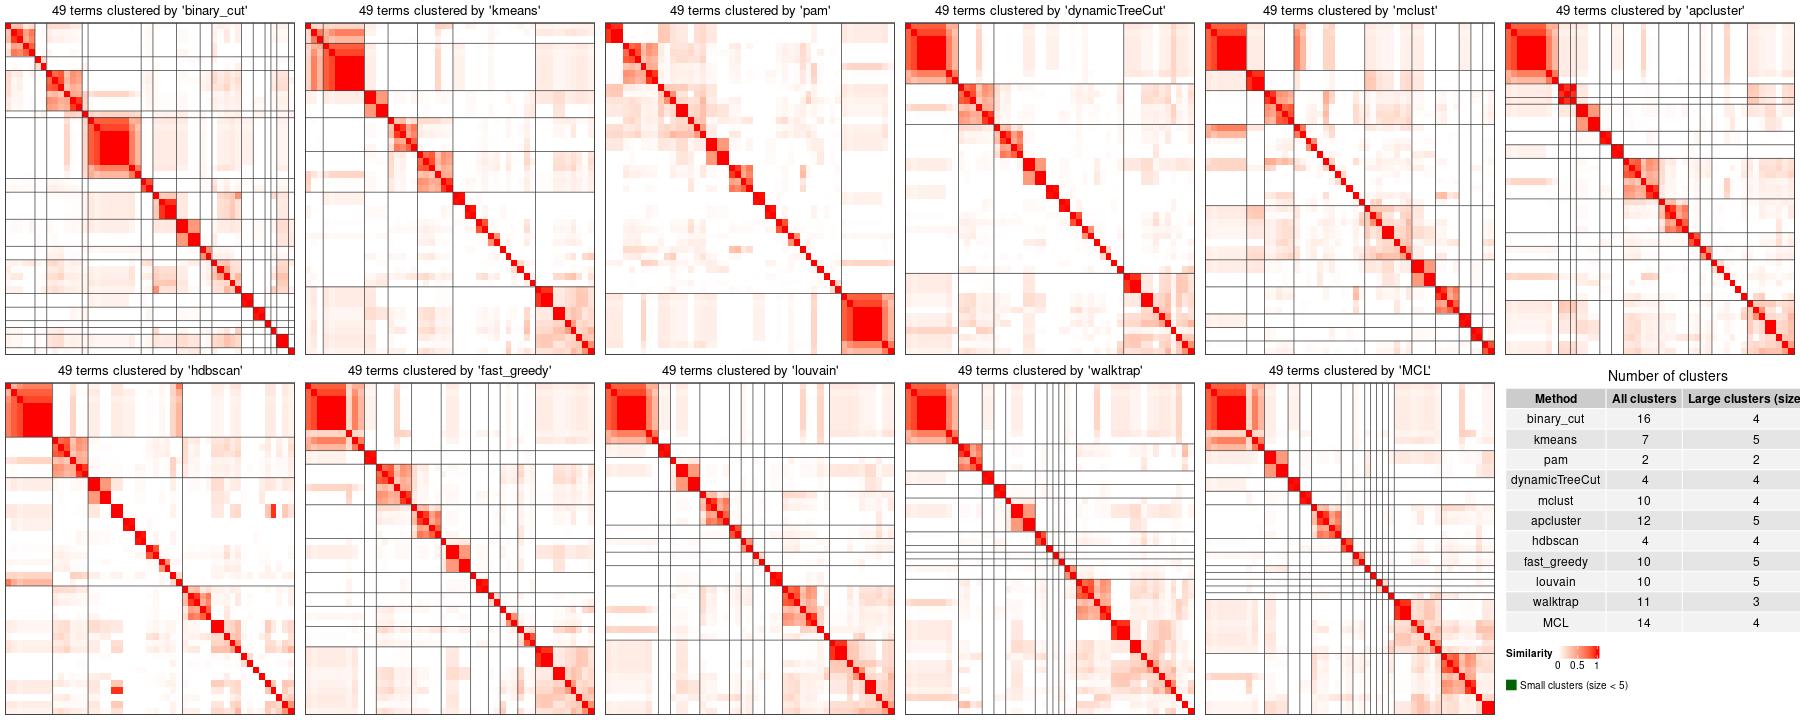 49 terms clustered by 'binary_cut'
49 terms clustered by 'kmeans'
49 terms clustered by 'pam'
49 terms clustered by 'dynamicTreeCut'
49 terms clustered by 'mclust'
49 terms clustered by 'apcluster'
49 terms clustered by 'hdbscan'
49 terms clustered by 'fast_greedy'
49 terms clustered by 'louvain'
49 terms clustered by 'walktrap'
49 terms clustered by 'MCL'
Number of clusters
Method All clusters Large clusters (size
binary_cut 16 4
kmeans 7 5
pam 2 2
dynamicTreeCut 4 4
mclust 10 4
apcluster 12 5
hdbscan 4 4
fast_greedy 10 5
louvain 10 5
walktrap 11 3
MCL 14 4
Similarity
0 0.5 1
Small clusters (size < 5)